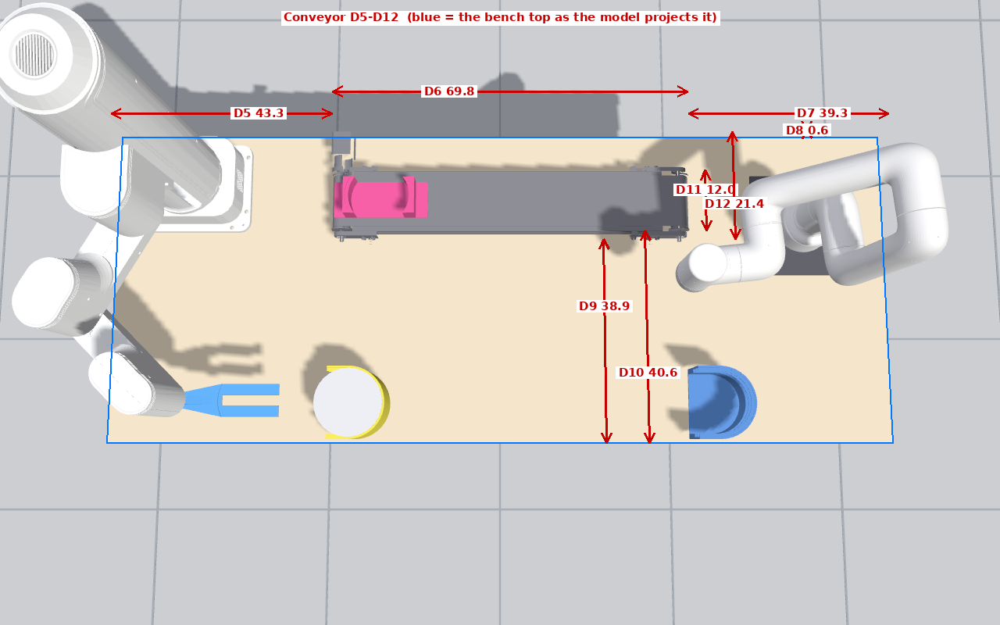 Conveyor D5-D12  (blue = the bench top as the model projects it)
D6 69.8
D5 43.3
D7 39.3
D8 0.6
D11 12.0
D12 21.4
D9 38.9
D10 40.6